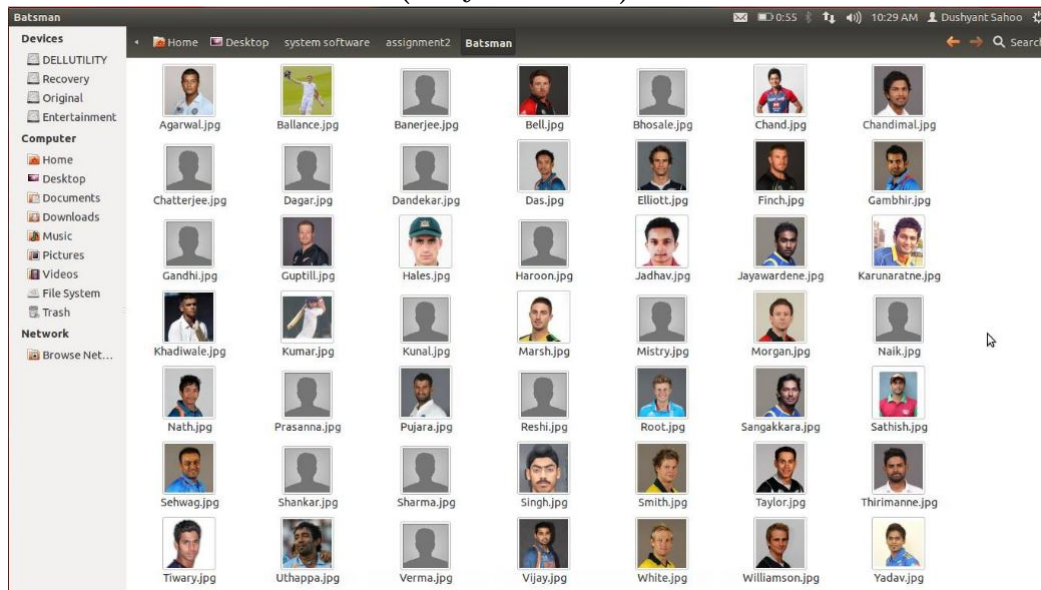 Batsman
0:55 10:29 AM Dushyant Sahoo
Devices
DELLUTILITY
Recovery
Original
Entertainment
Computer
Home
Desktop
Documents
Downloads
Music
Pictures
Videos
File System
Trash
Network
Browse Net...
Home Desktop system software assignment2 Batsman
Search
Agarwal.jpg Ballance.jpg Banerjee.jpg Bell.jpg Bhosale.jpg Chand.jpg Chandimal.jpg
Chatterjee.jpg Dagar.jpg Dandekar.jpg Das.jpg Elliott.jpg Finch.jpg Gambhir.jpg
Gandhi.jpg Guptill.jpg Hales.jpg Haroon.jpg Jadhav.jpg Jayawardene.jpg Karunaratne.jpg
Khadiwale.jpg Kumar.jpg Kunal.jpg Marsh.jpg Mistry.jpg Morgan.jpg Naik.jpg
Nath.jpg Prasanna.jpg Pujara.jpg Reshi.jpg Root.jpg Sangakkara.jpg Sathish.jpg
Sehwag.jpg Shankar.jpg Sharma.jpg Singh.jpg Smith.jpg Taylor.jpg Thirimanne.jpg
Tiwary.jpg Uthappa.jpg Verma.jpg Vijay.jpg White.jpg Williamson.jpg Yadav.jpg